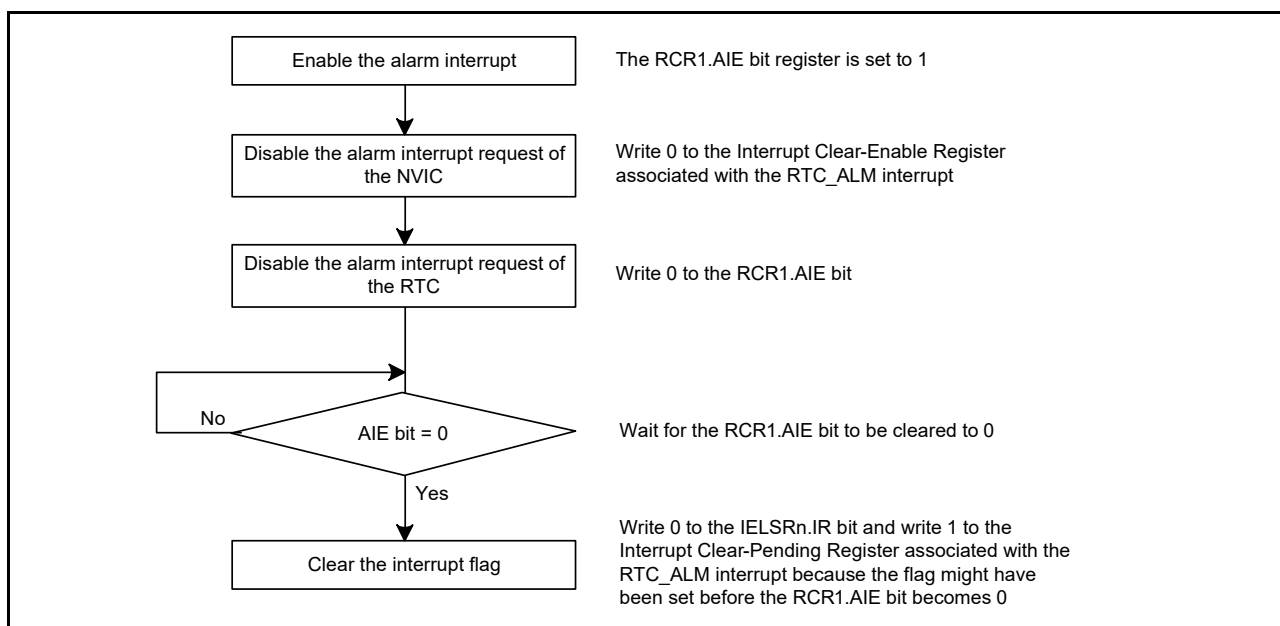 Enable the alarm interrupt
The RCR1.AIE bit register is set to 1
Disable the alarm interrupt request of
the NVIC
Write 0 to the Interrupt Clear-Enable Register
associated with the RTC_ALM interrupt
Disable the alarm interrupt request of
the RTC
Write 0 to the RCR1.AIE bit
No
AIE bit = 0
Wait for the RCR1.AIE bit to be cleared to 0
Yes
Clear the interrupt flag
Write 0 to the IELSRn.IR bit and write 1 to the
Interrupt Clear-Pending Register associated with the
RTC_ALM interrupt because the flag might have
been set before the RCR1.AIE bit becomes 0